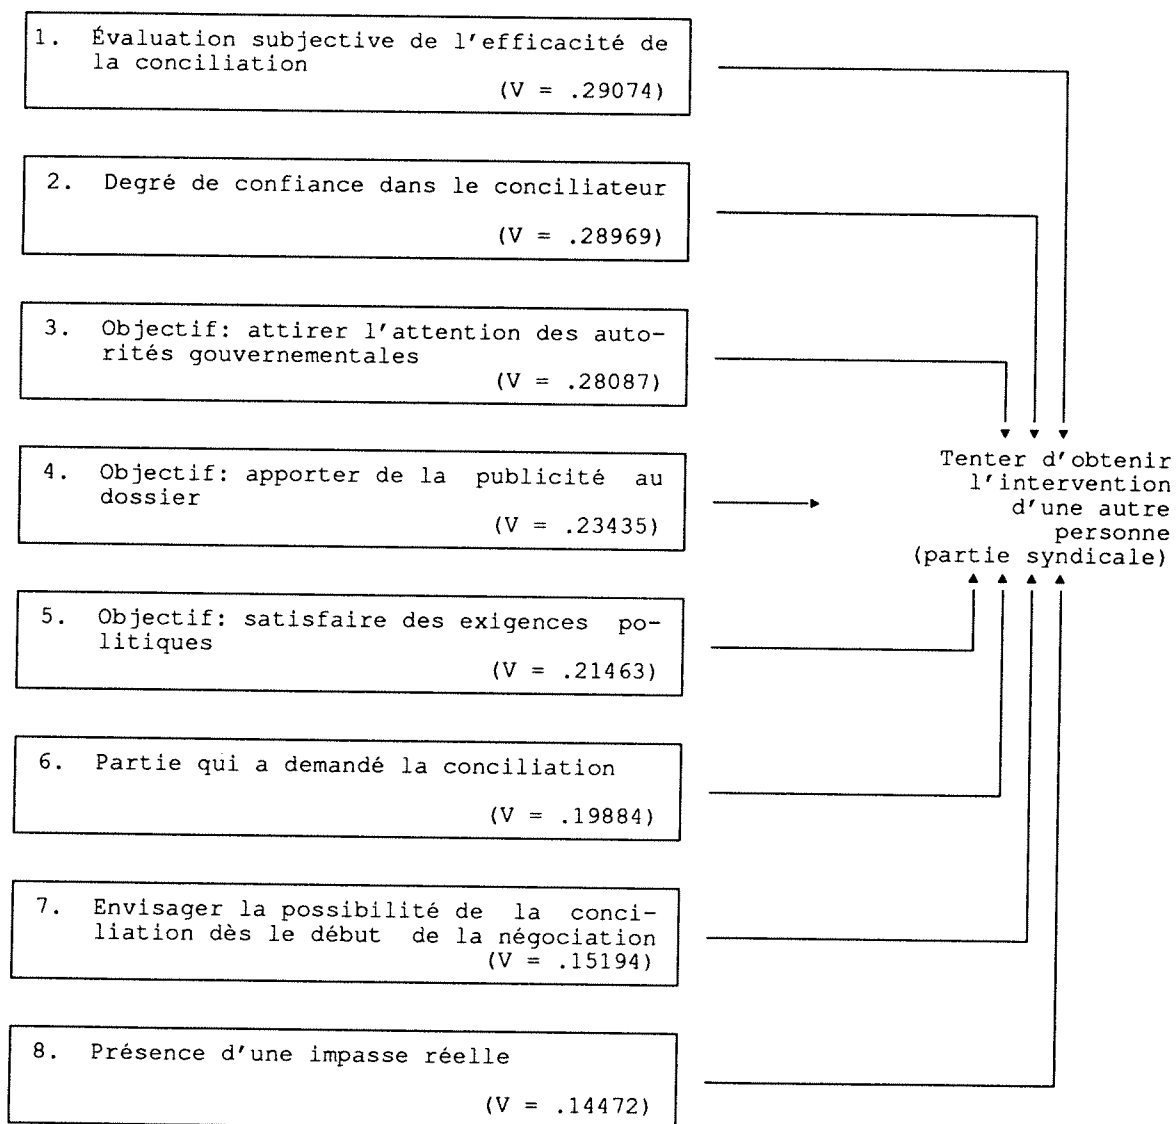 1. Évaluation subjective de l'efficacité de
la conciliation
(V = .29074)
2. Degré de confiance dans le conciliateur
(V = .28969)
3. Objectif: attirer l'attention des auto-
rités gouvernementales
(V = .28087)
4. Objectif: apporter de la publicité au
dossier
(V = .23435)
5. Objectif: satisfaire des exigences po-
litiques
(V = .21463)
6. Partie qui a demandé la conciliation
(V = .19884)
7. Envisager la possibilité de la conci-
liation dès le début de la négociation
(V = .15194)
8. Présence d'une impasse réelle
(V = .14472)
Tenter d'obtenir
l'intervention
d'une autre
personne
(partie syndicale)